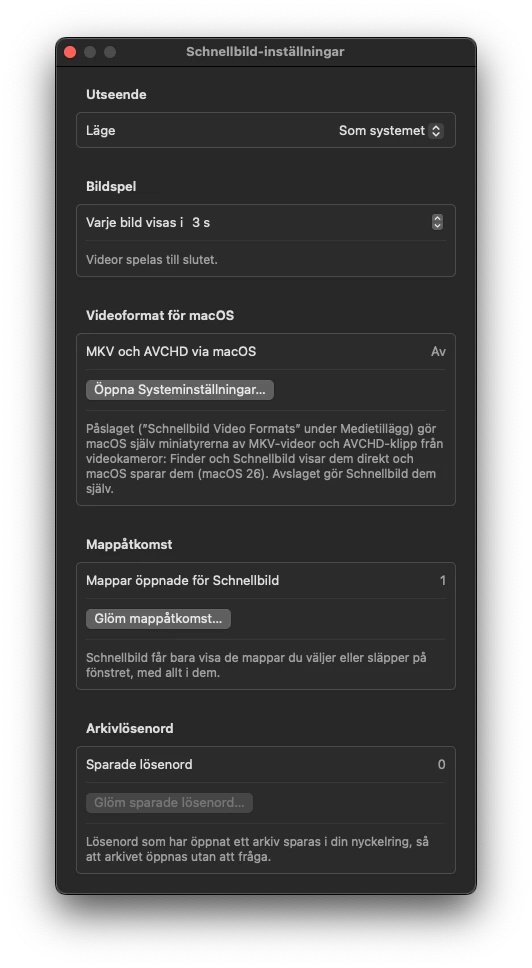 Schnellbild-inställningar
Utseende
Läge Som systemet
Bildspel
Varje bild visas i 3 s
Videor spelas till slutet.
Videoformat för macOS
MKV och AVCHD via macOS Av
Öppna Systeminställningar...
Påslaget (”Schnellbild Video Formats” under Medietillägg) gör
macOS själv miniatyrerna av MKV-videor och AVCHD-klipp från
videokameror: Finder och Schnellbild visar dem direkt och
macOS sparar dem (macOS 26). Avslaget gör Schnellbild dem
själv.
Mappåtkomst
Mappar öppnade för Schnellbild 1
Glöm mappåtkomst...
Schnellbild får bara visa de mappar du väljer eller släpper på
fönstret, med allt i dem.
Arkivlösenord
Sparade lösenord 0
Glöm sparade lösenord...
Lösenord som har öppnat ett arkiv sparas i din nyckelring, så
att arkivet öppnas utan att fråga.